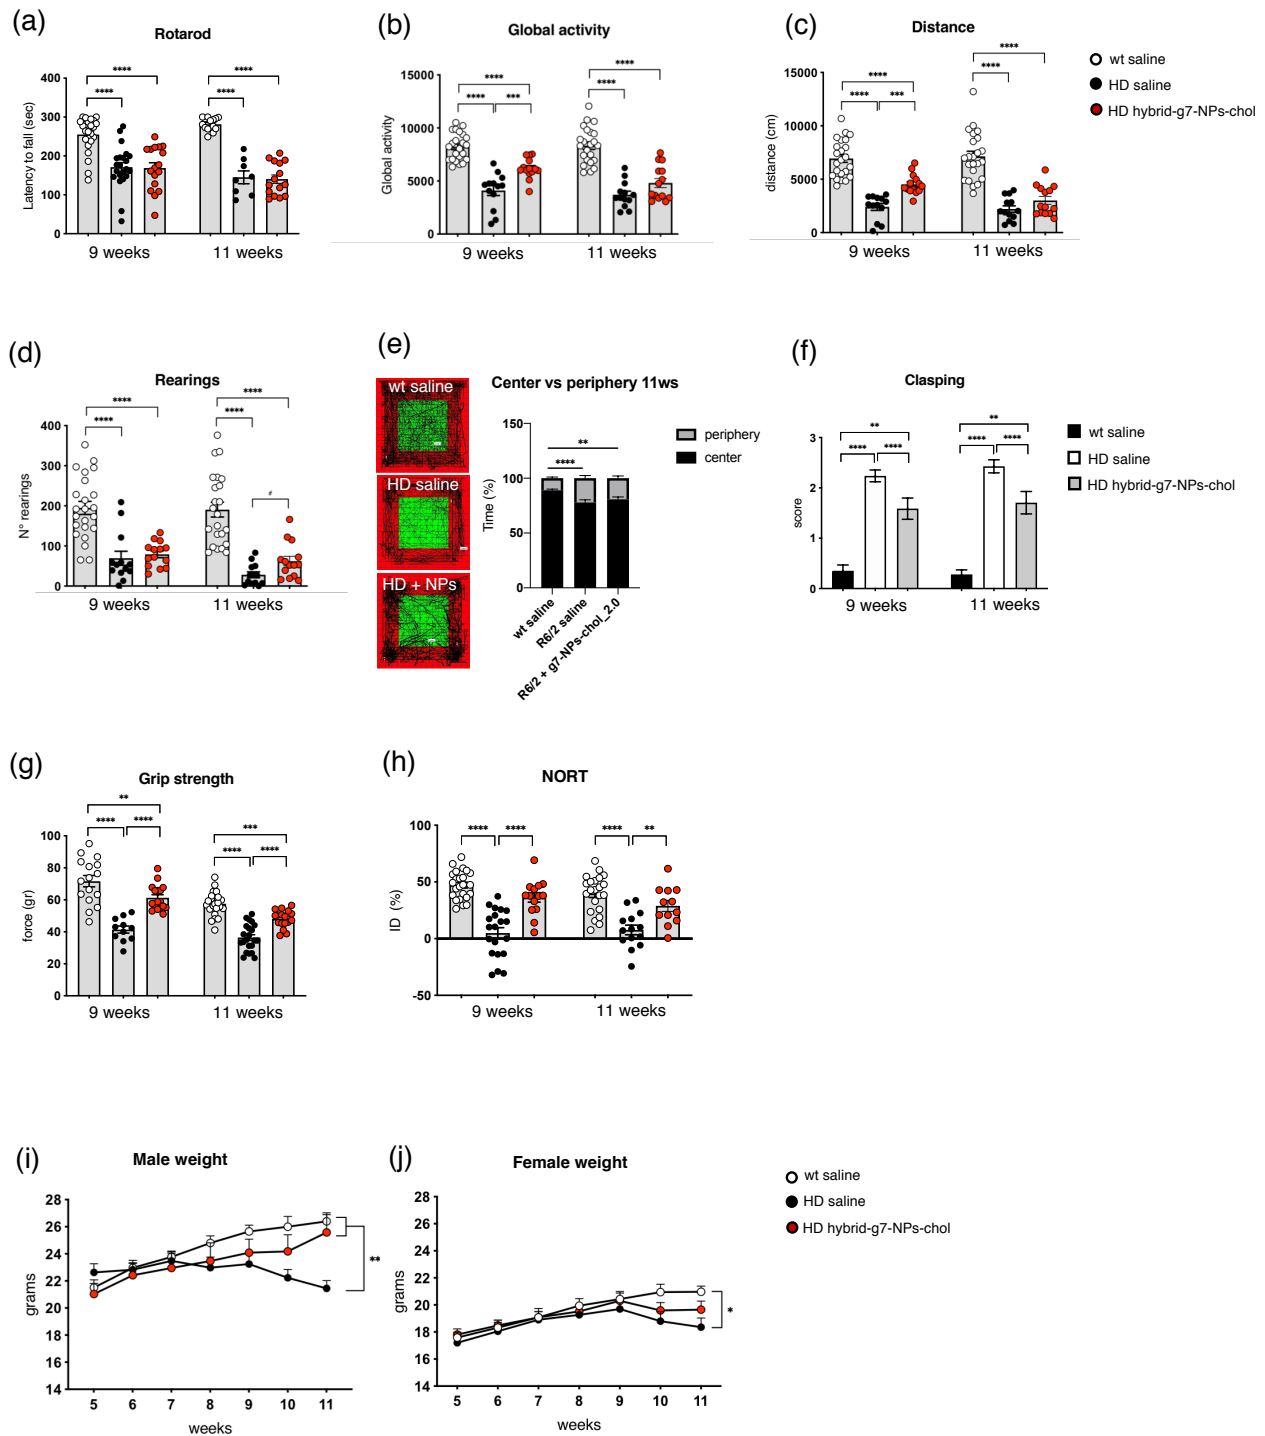 (a)
Rotarod
**** ****
**** ****
Latency to fall (sec)
400
300
200
100
0
9 weeks 11 weeks
(b)
Global activity
**** ****
**** *** ****
Global activity
15000
10000
5000
0
9 weeks 11 weeks
(c)
Distance
**** ****
**** *** ****
distance (cm)
15000
10000
5000
0
9 weeks 11 weeks
wt saline
HD saline
HD hybrid-g7-NPs-chol
(d)
Rearings
**** ****
**** ****
#
N° rearings
400
300
200
100
0
9 weeks 11 weeks
(e)
wt saline
HD saline
HD + NPs
Center vs periphery 11ws
**
****
Time (%)
150
100
50
0
periphery
center
wt saline
R6/2 saline
R6/2 + g7-NPs-chol_2.0
(f)
Clasping
** **
**** **** **** ****
score
3
2
1
0
9 weeks 11 weeks
wt saline
HD saline
HD hybrid-g7-NPs-chol
(g)
Grip strength
** ***
**** **** **** ****
force (gr)
100
80
60
40
20
0
9 weeks 11 weeks
(h)
NORT
**** **** **** **
ID (%)
100
50
0
-50
9 weeks 11 weeks
(i)
Male weight
grams
28
26
24
22
20
18
16
14
5 6 7 8 9 10 11
weeks
**
(j)
Female weight
grams
28
26
24
22
20
18
16
14
5 6 7 8 9 10 11
weeks
*
wt saline
HD saline
HD hybrid-g7-NPs-chol